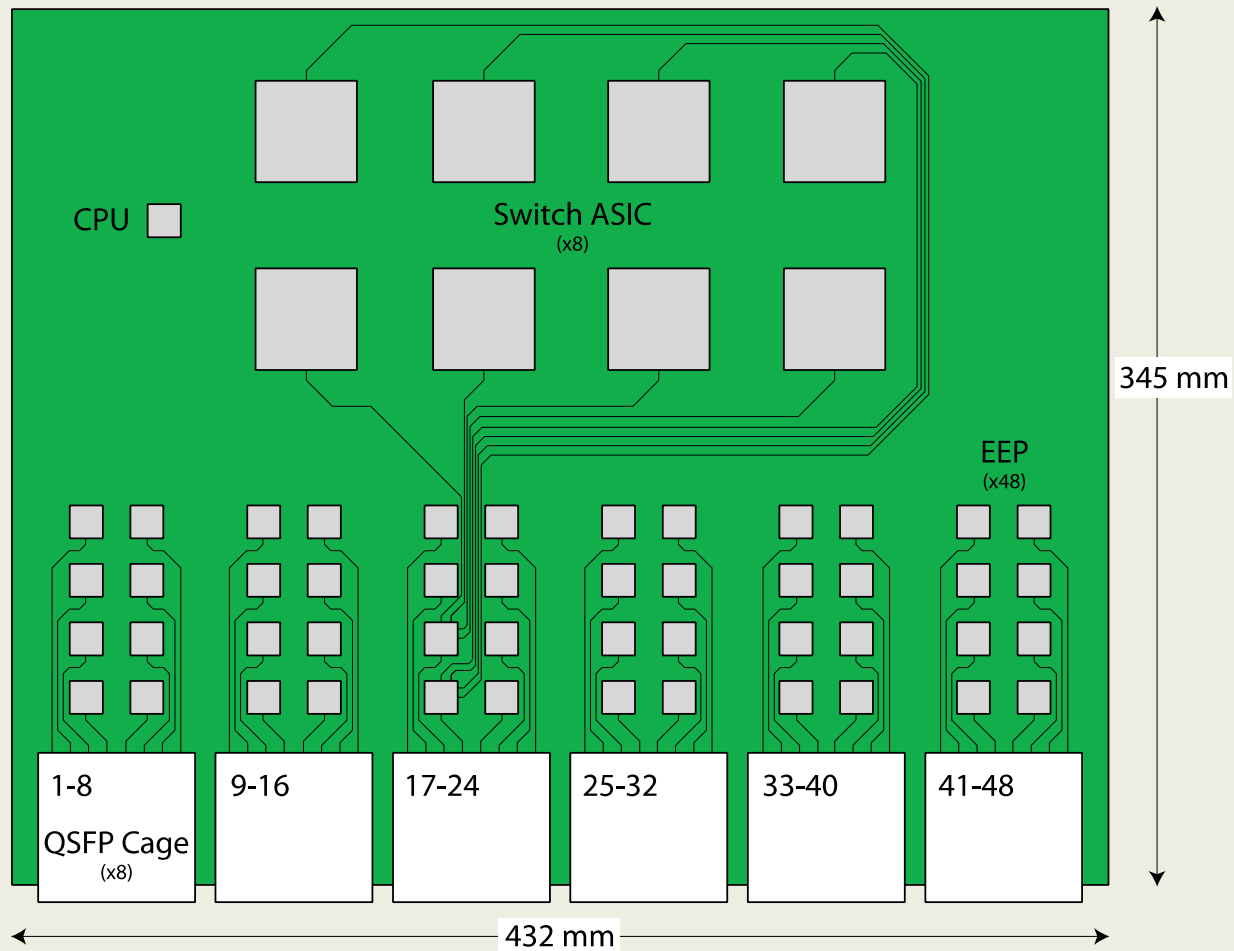 CPU
Switch ASIC
(x8)
345 mm
EEP
(x48)
1-8
9-16
17-24
25-32
33-40
41-48
QSFP Cage
(x8)
432 mm